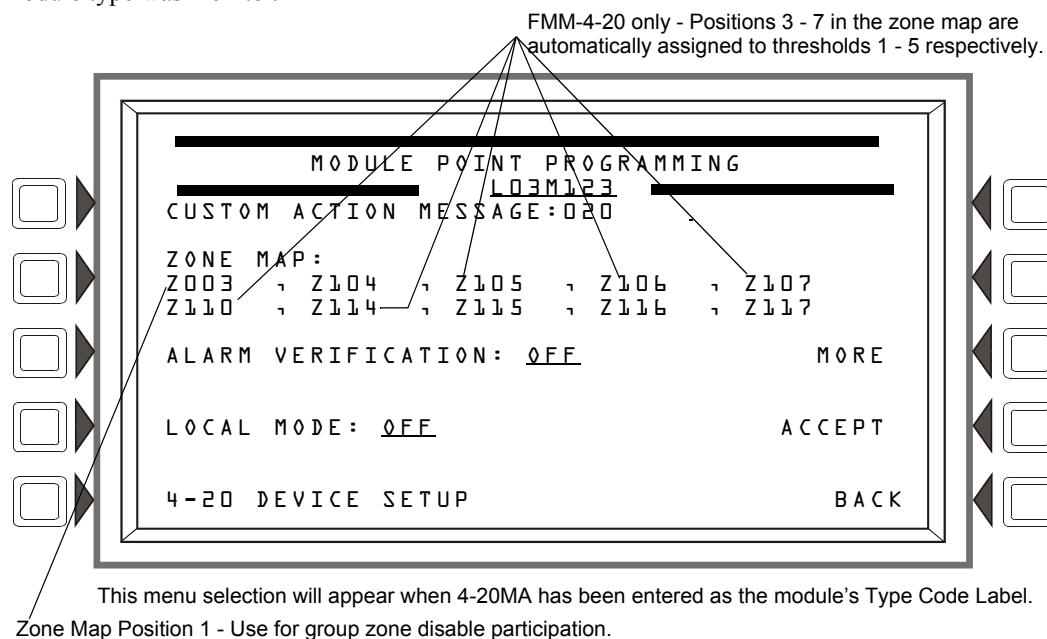 FMM-4-20 only - Positions 3 - 7 in the zone map are
automatically assigned to thresholds 1 - 5 respectively.
MODULE POINT PROGRAMMING
L03M123
CUSTOM ACTION MESSAGE:020
ZONE MAP:
Z003 , Z104 , Z105 , Z106 , Z107
Z110 , Z114 , Z115 , Z116 , Z117
ALARM VERIFICATION: OFF MORE
LOCAL MODE: OFF ACCEPT
4-20 DEVICE SETUP BACK
This menu selection will appear when 4-20MA has been entered as the module’s Type Code Label.
Zone Map Position 1 - Use for group zone disable participation.